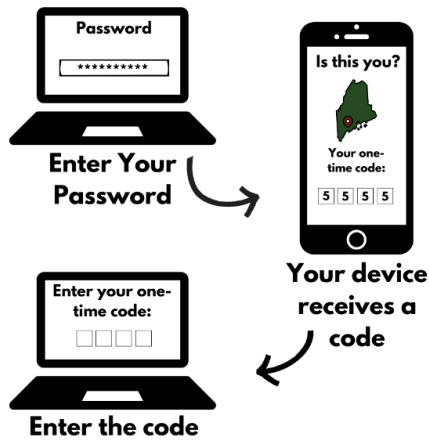 Password
**********
Enter Your
Password
Is this you?
Your one-
time code:
5 5 5 5
Your device
receives a
code
Enter your one-
time code:
Enter the code